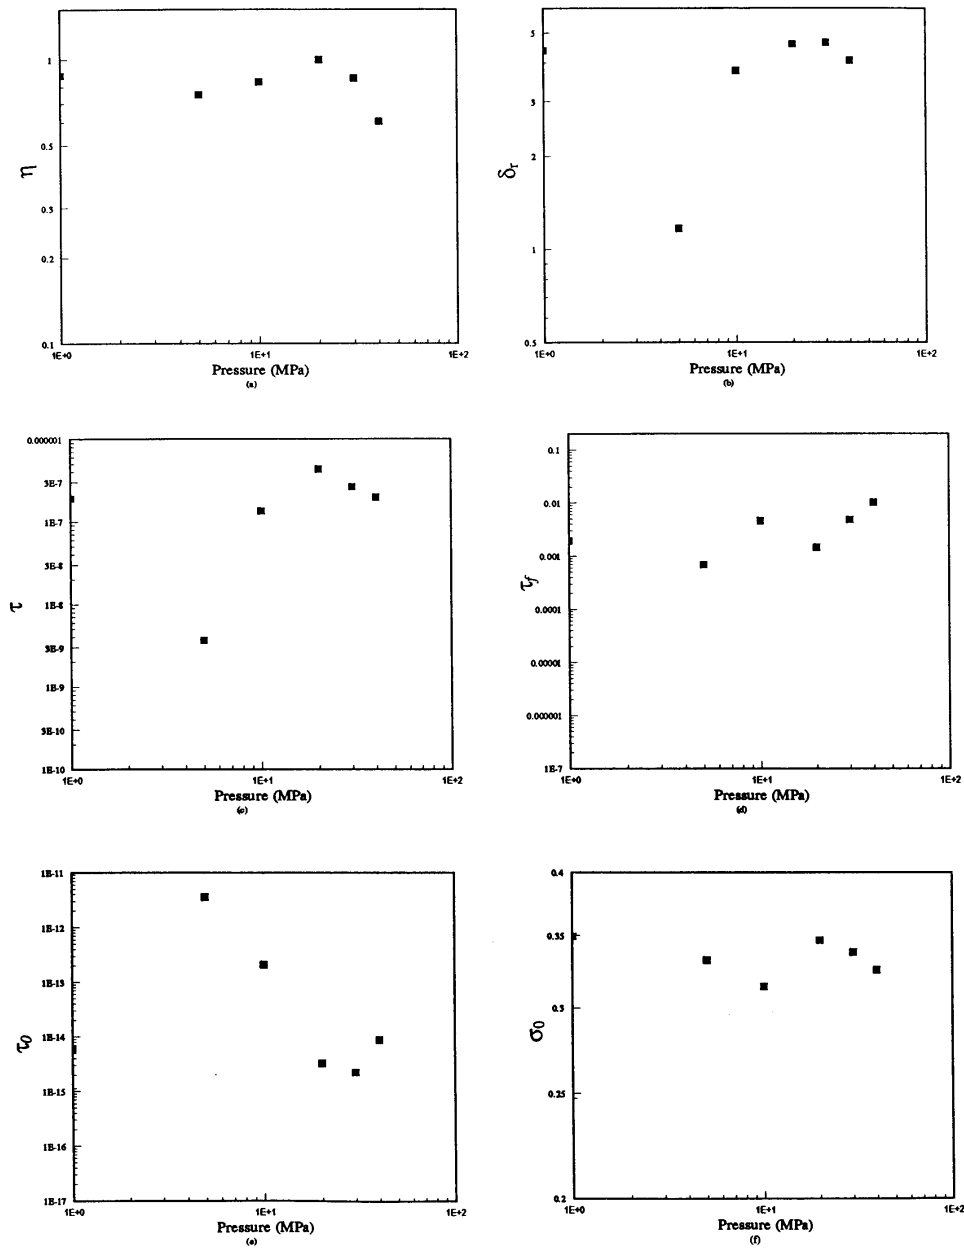 1
0.5
0.3
0.2
0.1
η
1E+0
1E+1
1E+2
Pressure (MPa)
(a)
5
3
2
1
0.5
δr
1E+0
1E+1
1E+2
Pressure (MPa)
(b)
0.000001
3E-7
1E-7
3E-8
1E-8
3E-9
1E-9
3E-10
1E-10
τ
1E+0
1E+1
1E+2
Pressure (MPa)
(c)
0.1
0.01
0.001
0.0001
0.00001
0.000001
1E-7
τf
1E+0
1E+1
1E+2
Pressure (MPa)
(d)
1E-11
1E-12
1E-13
1E-14
1E-15
1E-16
1E-17
τ0
1E+0
1E+1
1E+2
Pressure (MPa)
(e)
0.4
0.35
0.3
0.25
0.2
σ0
1E+0
1E+1
1E+2
Pressure (MPa)
(f)